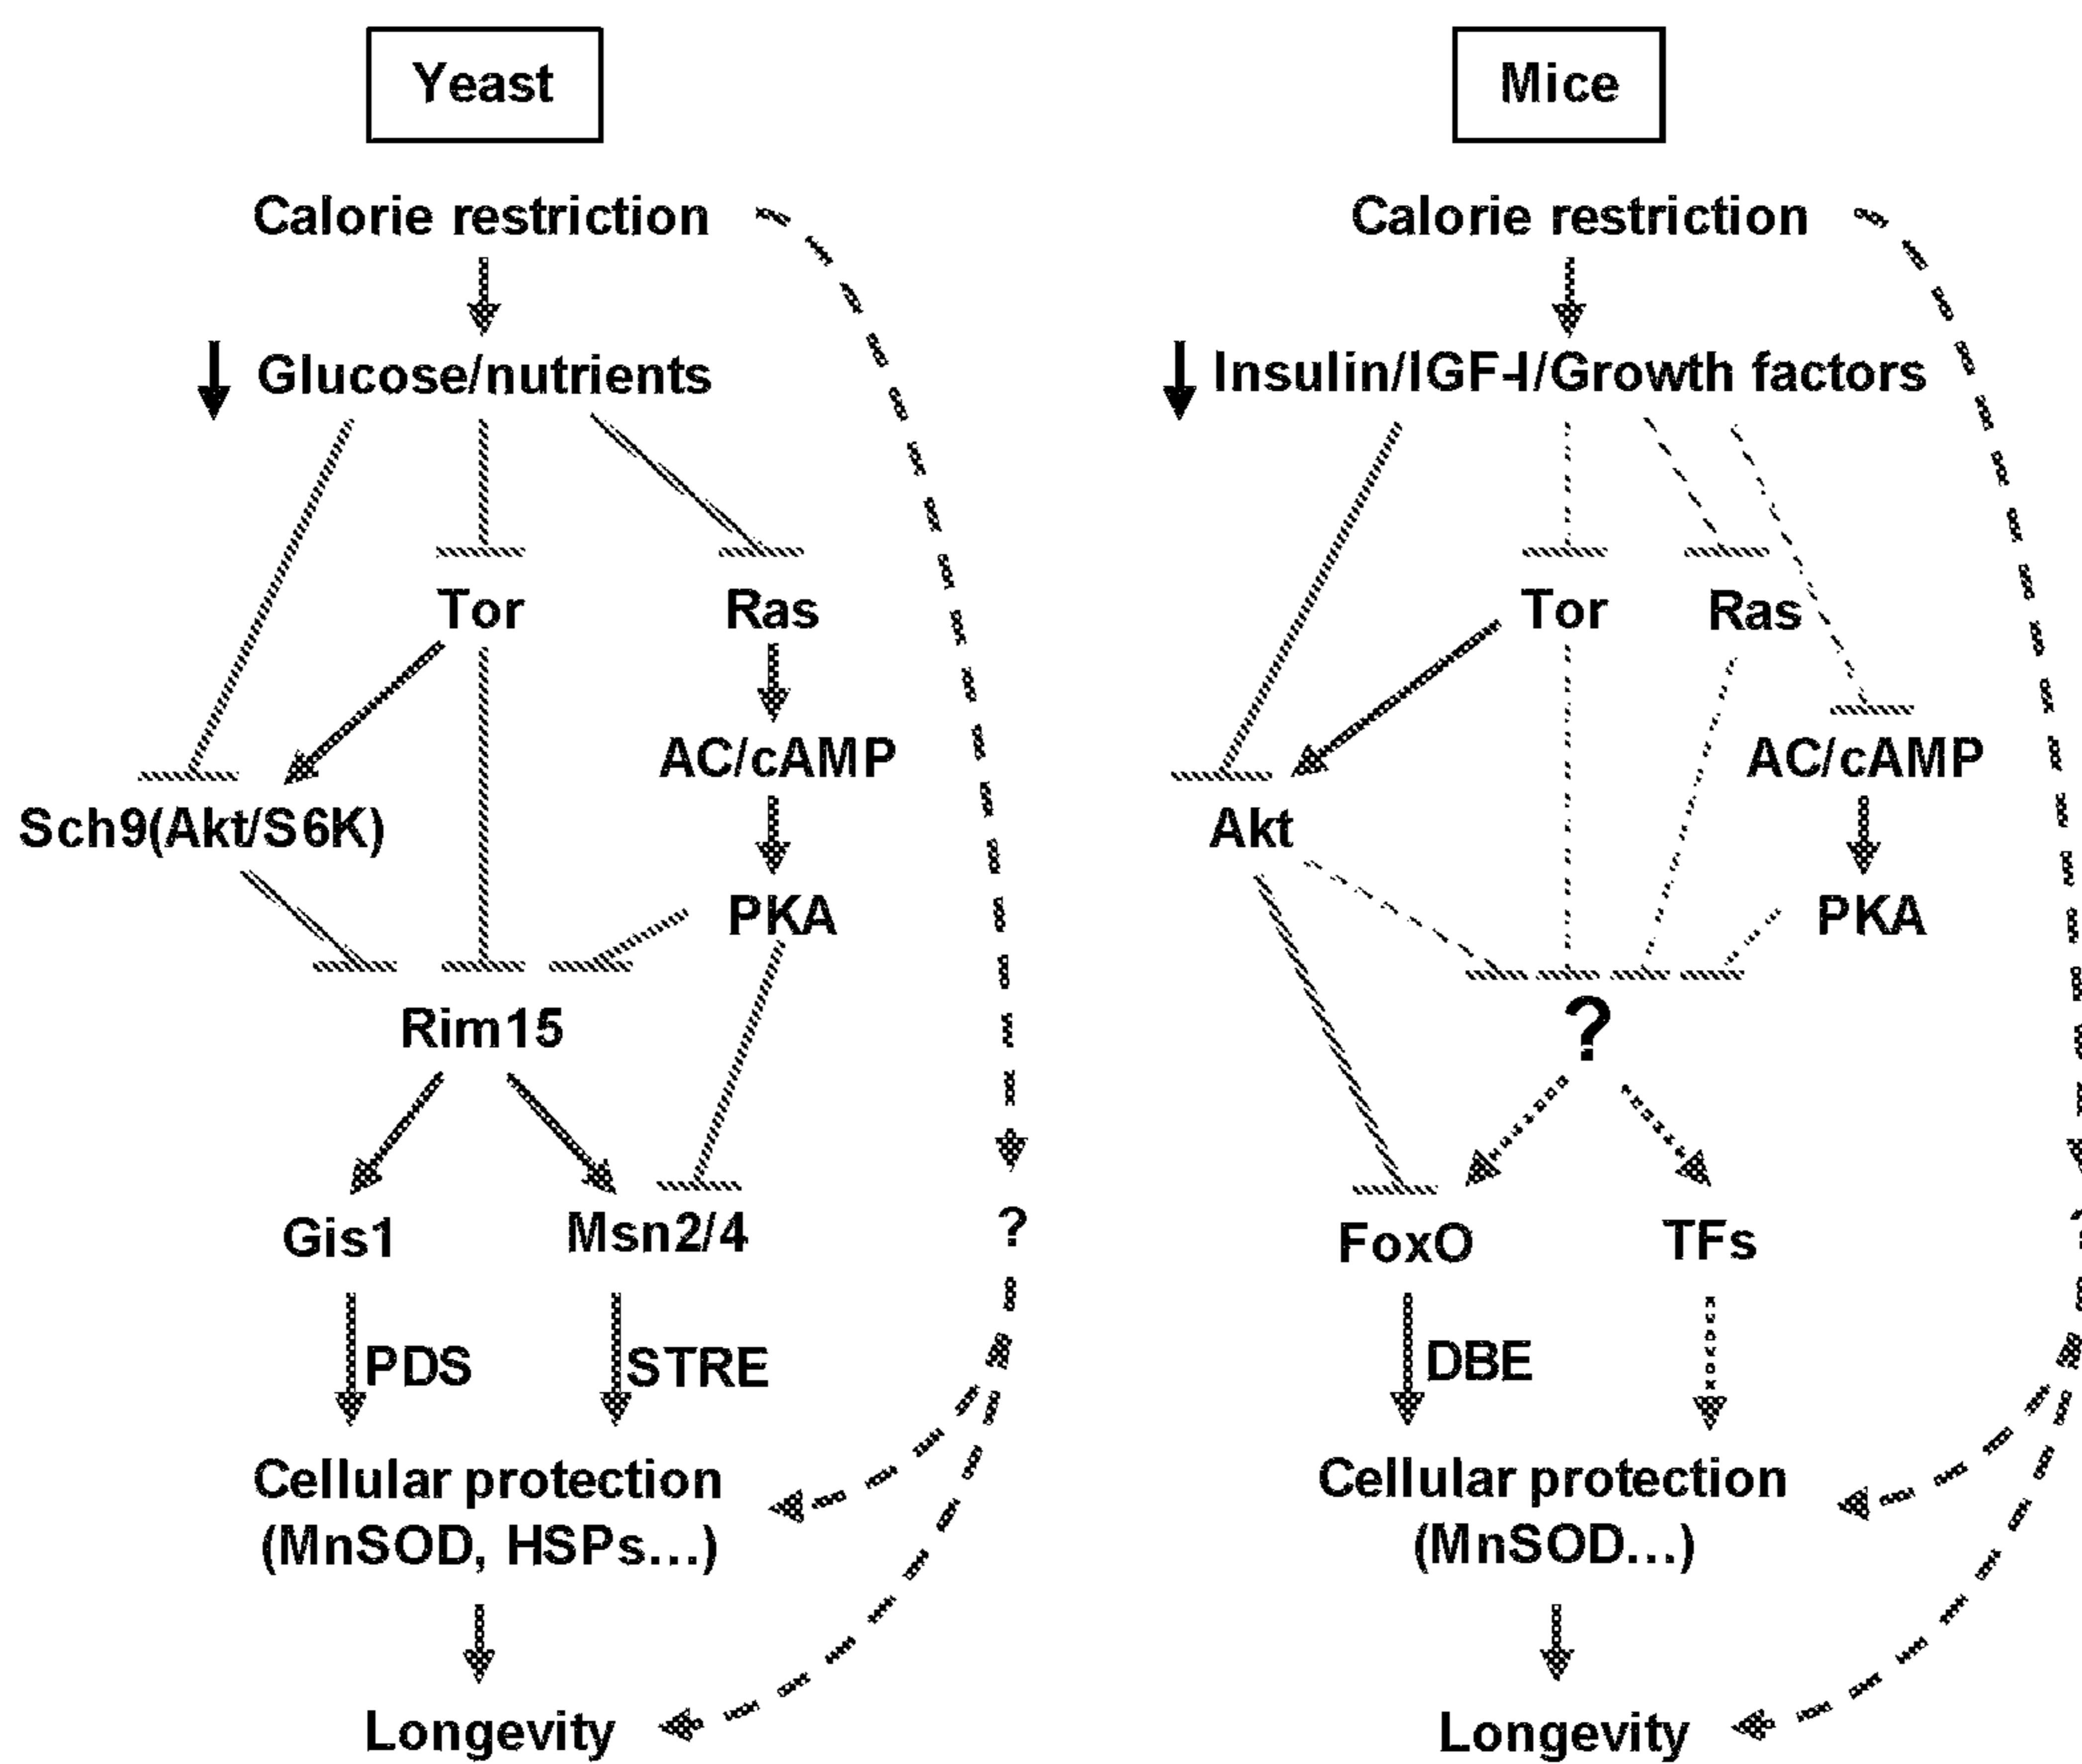 Yeast
Calorie restriction
Glucose/nutrients
Tor
Ras
AC/cAMP
Sch9(Akt/S6K)
PKA
Rim15
Gis1
Msn2/4
?
PDS
STRE
Cellular protection
(MnSOD, HSPs...)
Longevity
Mice
Calorie restriction
Insulin/IGF-I/Growth factors
Tor
Ras
AC/cAMP
Akt
PKA
?
FoxO
TFs
DBE
Cellular protection
(MnSOD...)
Longevity